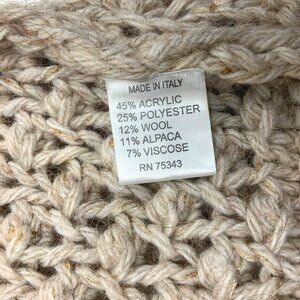 MADE IN ITALY
45% ACRYLIC
25% POLYESTER
12% WOOL
11% ALPACA
7% VISCOSE
RN 75343